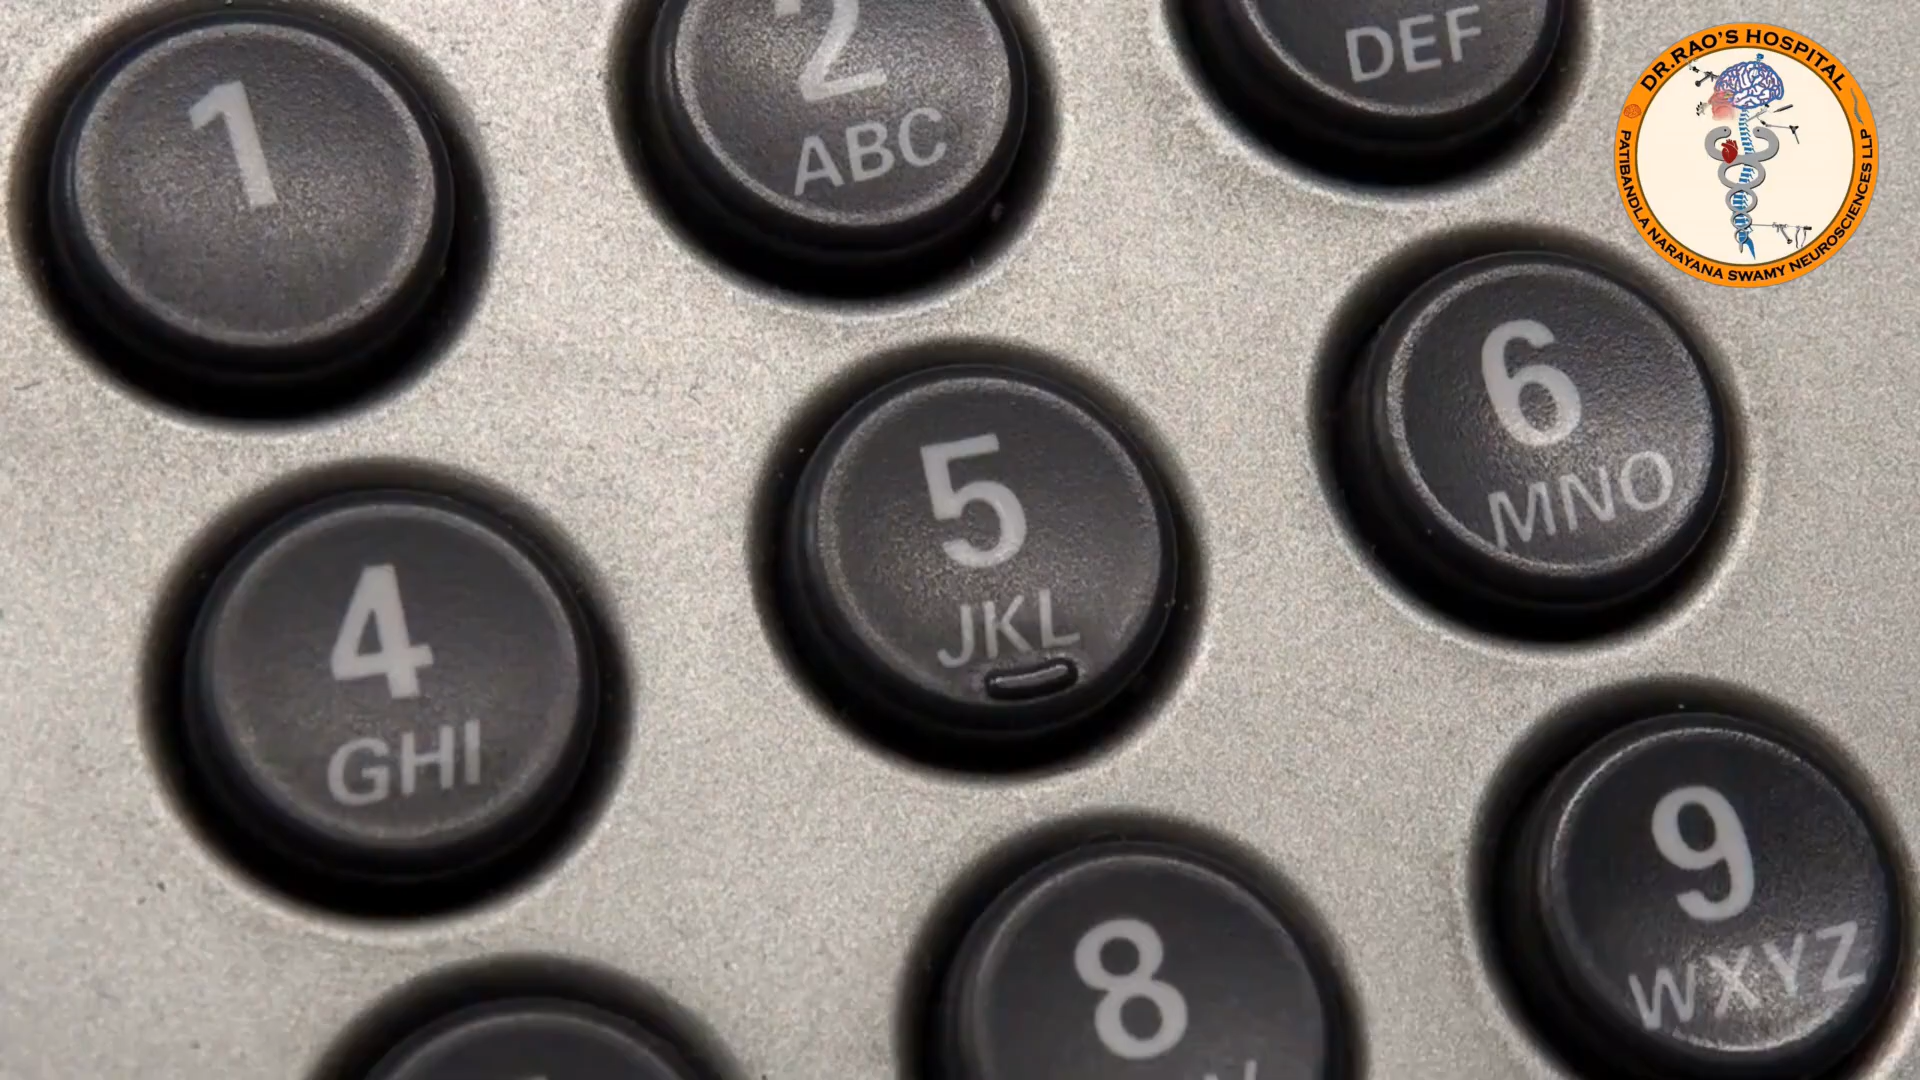 1
2
ABC
DEF
DR.RAO'S HOSPITAL
PATIBANDLA NARAYANA SWAMY NEUROSCIENCES LLP
4
GHI
5
JKL
6
MNO
8
9
WXYZ